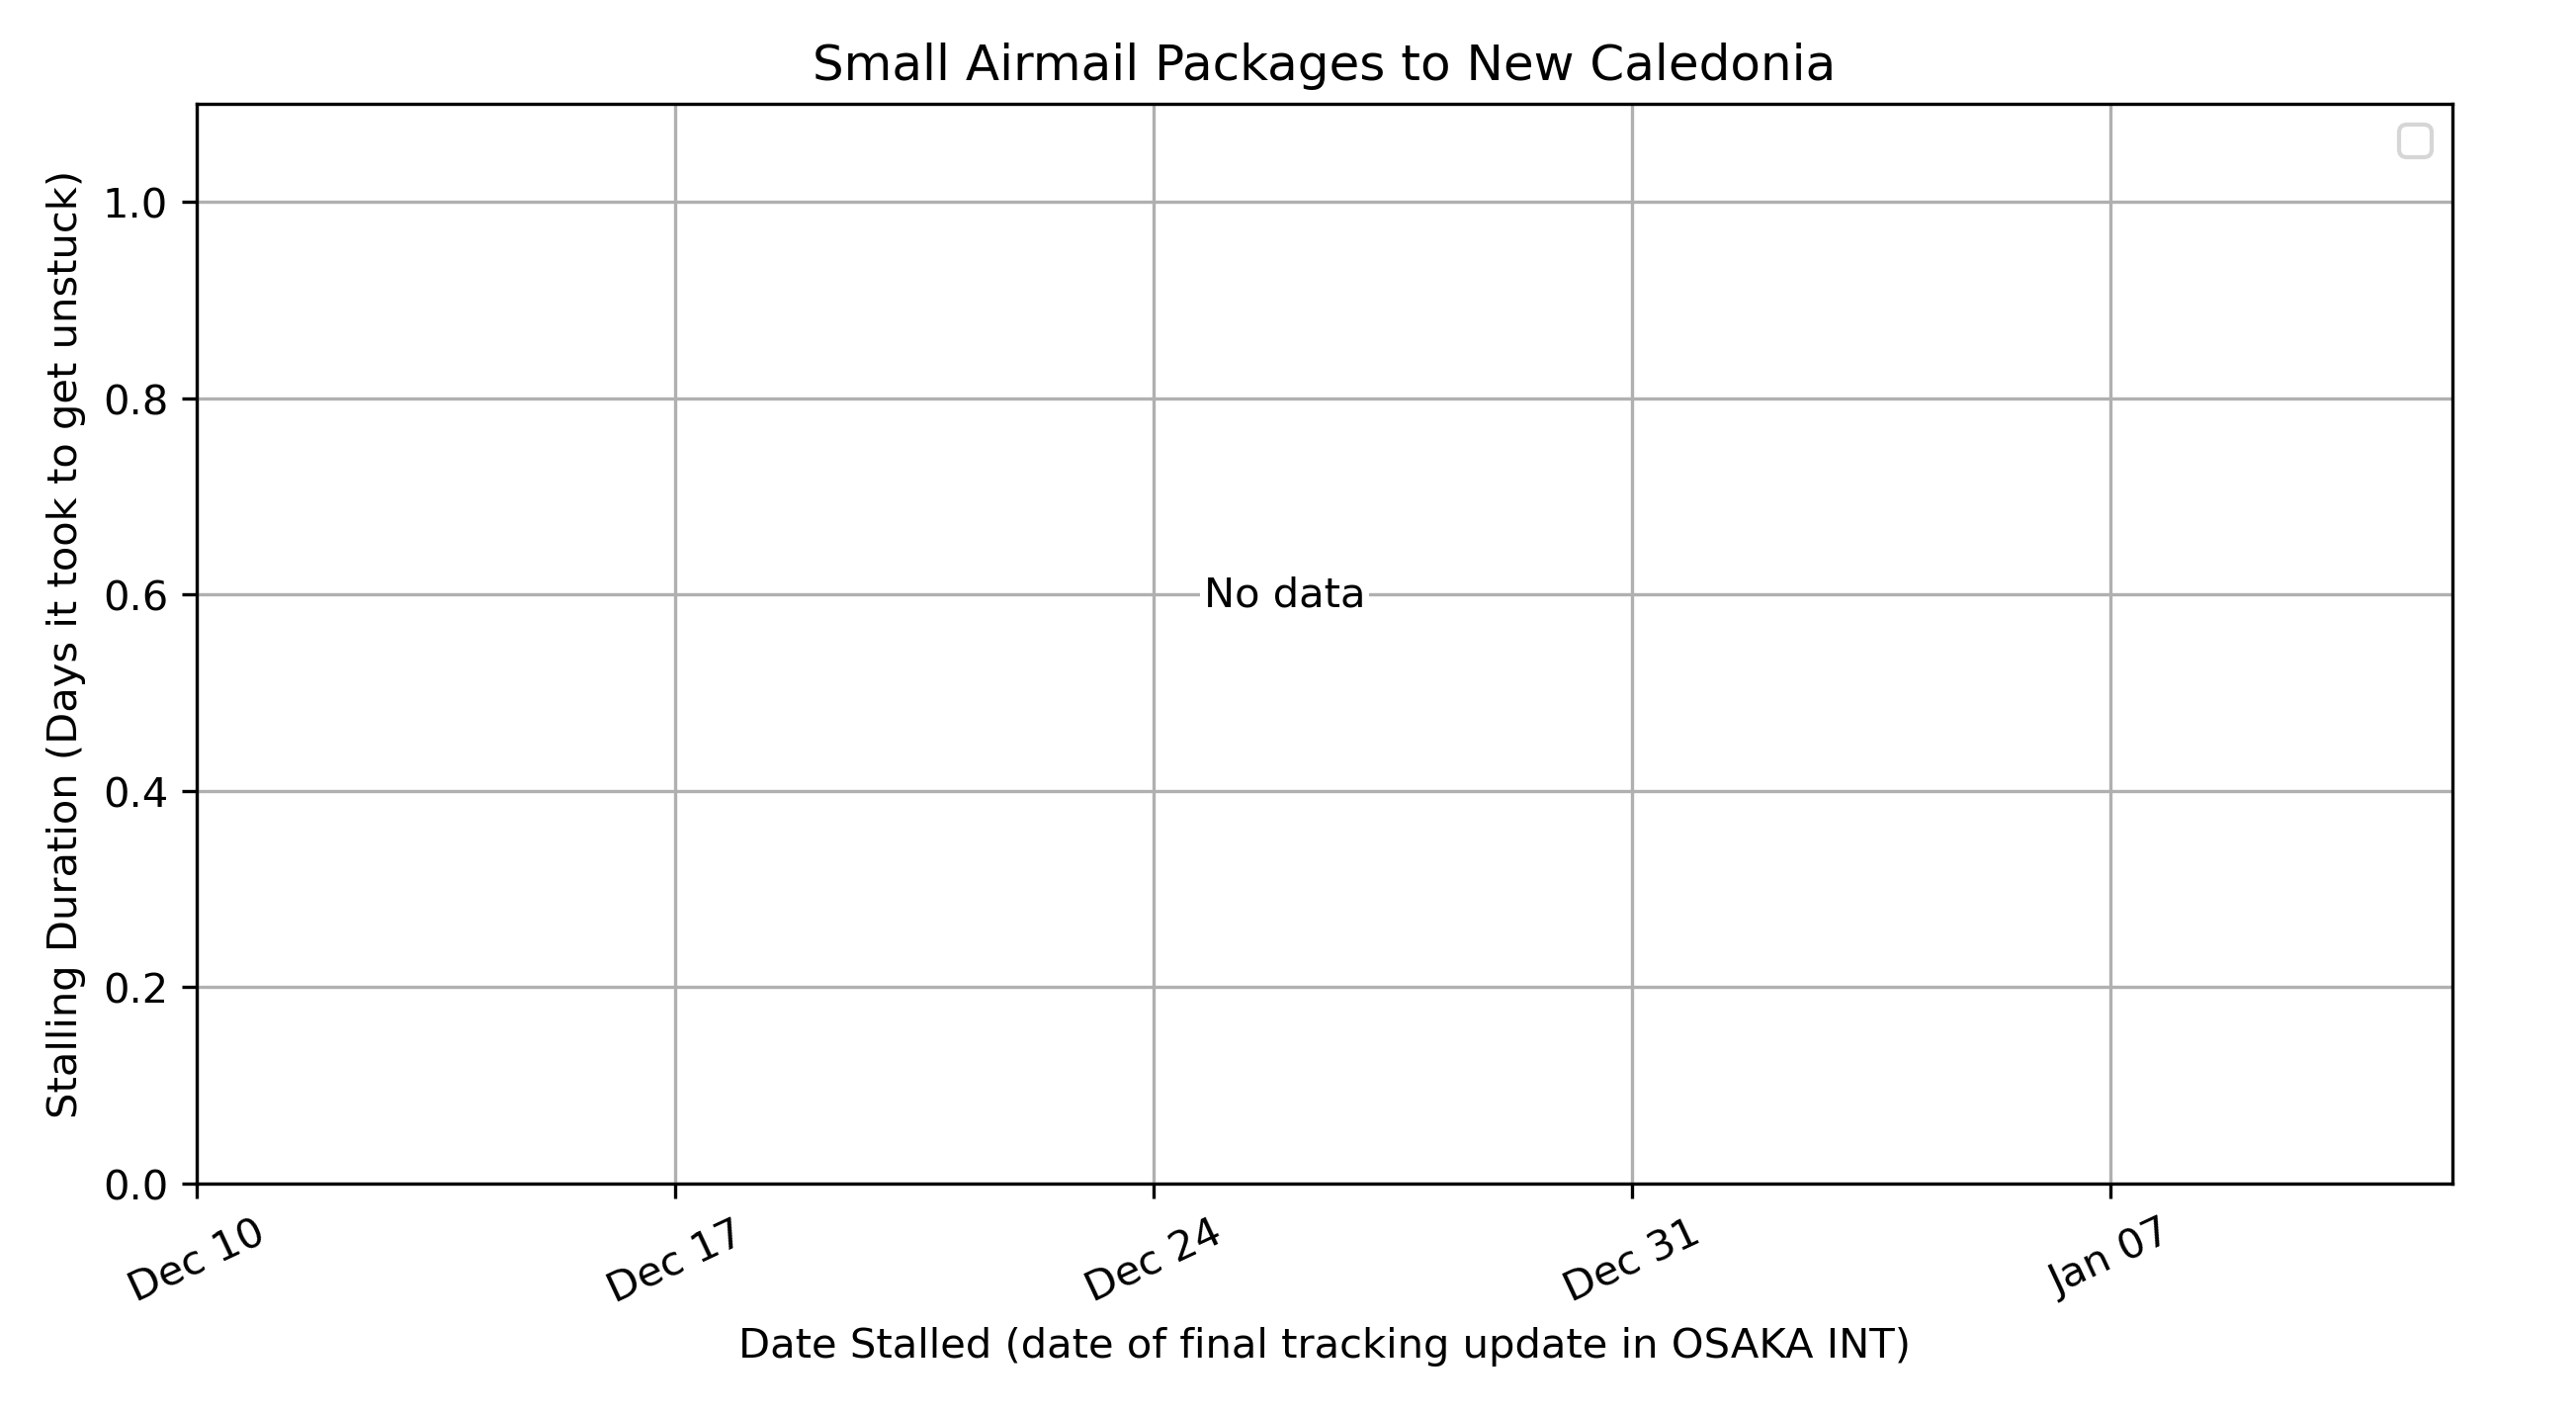 Small Airmail Packages to New Caledonia
Stalling Duration (Days it took to get unstuck)
1.0
0.8
0.6
0.4
0.2
0.0
No data
Dec 10
Dec 17
Dec 24
Dec 31
Jan 07
Date Stalled (date of final tracking update in OSAKA INT)